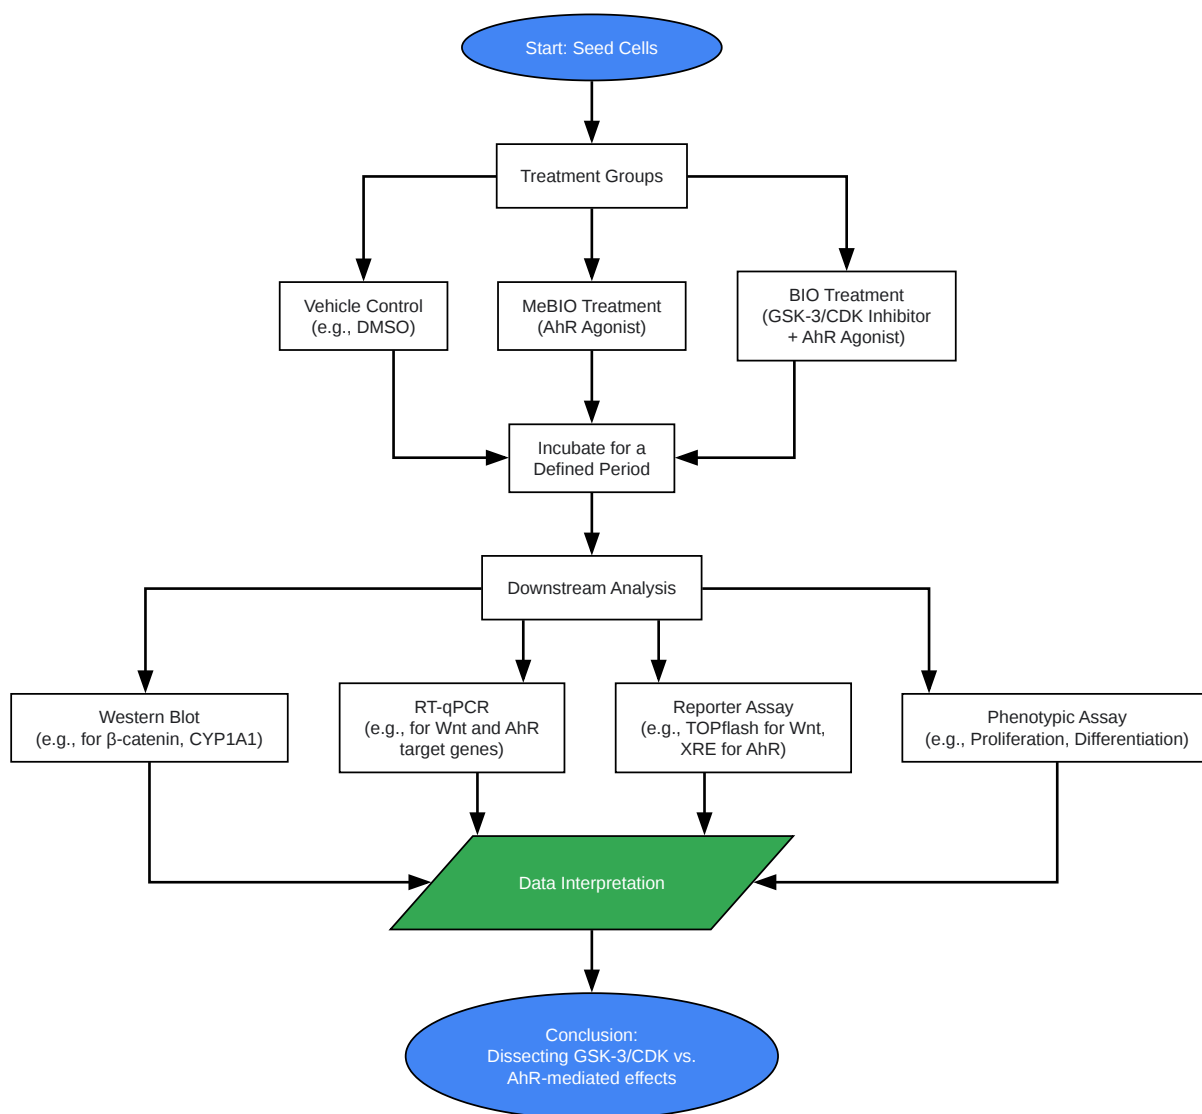 Start: Seed Cells
Treatment Groups
Vehicle Control
(e.g., DMSO)
MeBIO Treatment
(AhR Agonist)
BIO Treatment
(GSK-3/CDK Inhibitor
+ AhR Agonist)
Incubate for a
Defined Period
Downstream Analysis
Western Blot
(e.g., for β-catenin, CYP1A1)
RT-qPCR
(e.g., for Wnt and AhR
target genes)
Reporter Assay
(e.g., TOPflash for Wnt,
XRE for AhR)
Phenotypic Assay
(e.g., Proliferation, Differentiation)
Data Interpretation
Conclusion:
Dissecting GSK-3/CDK vs.
AhR-mediated effects